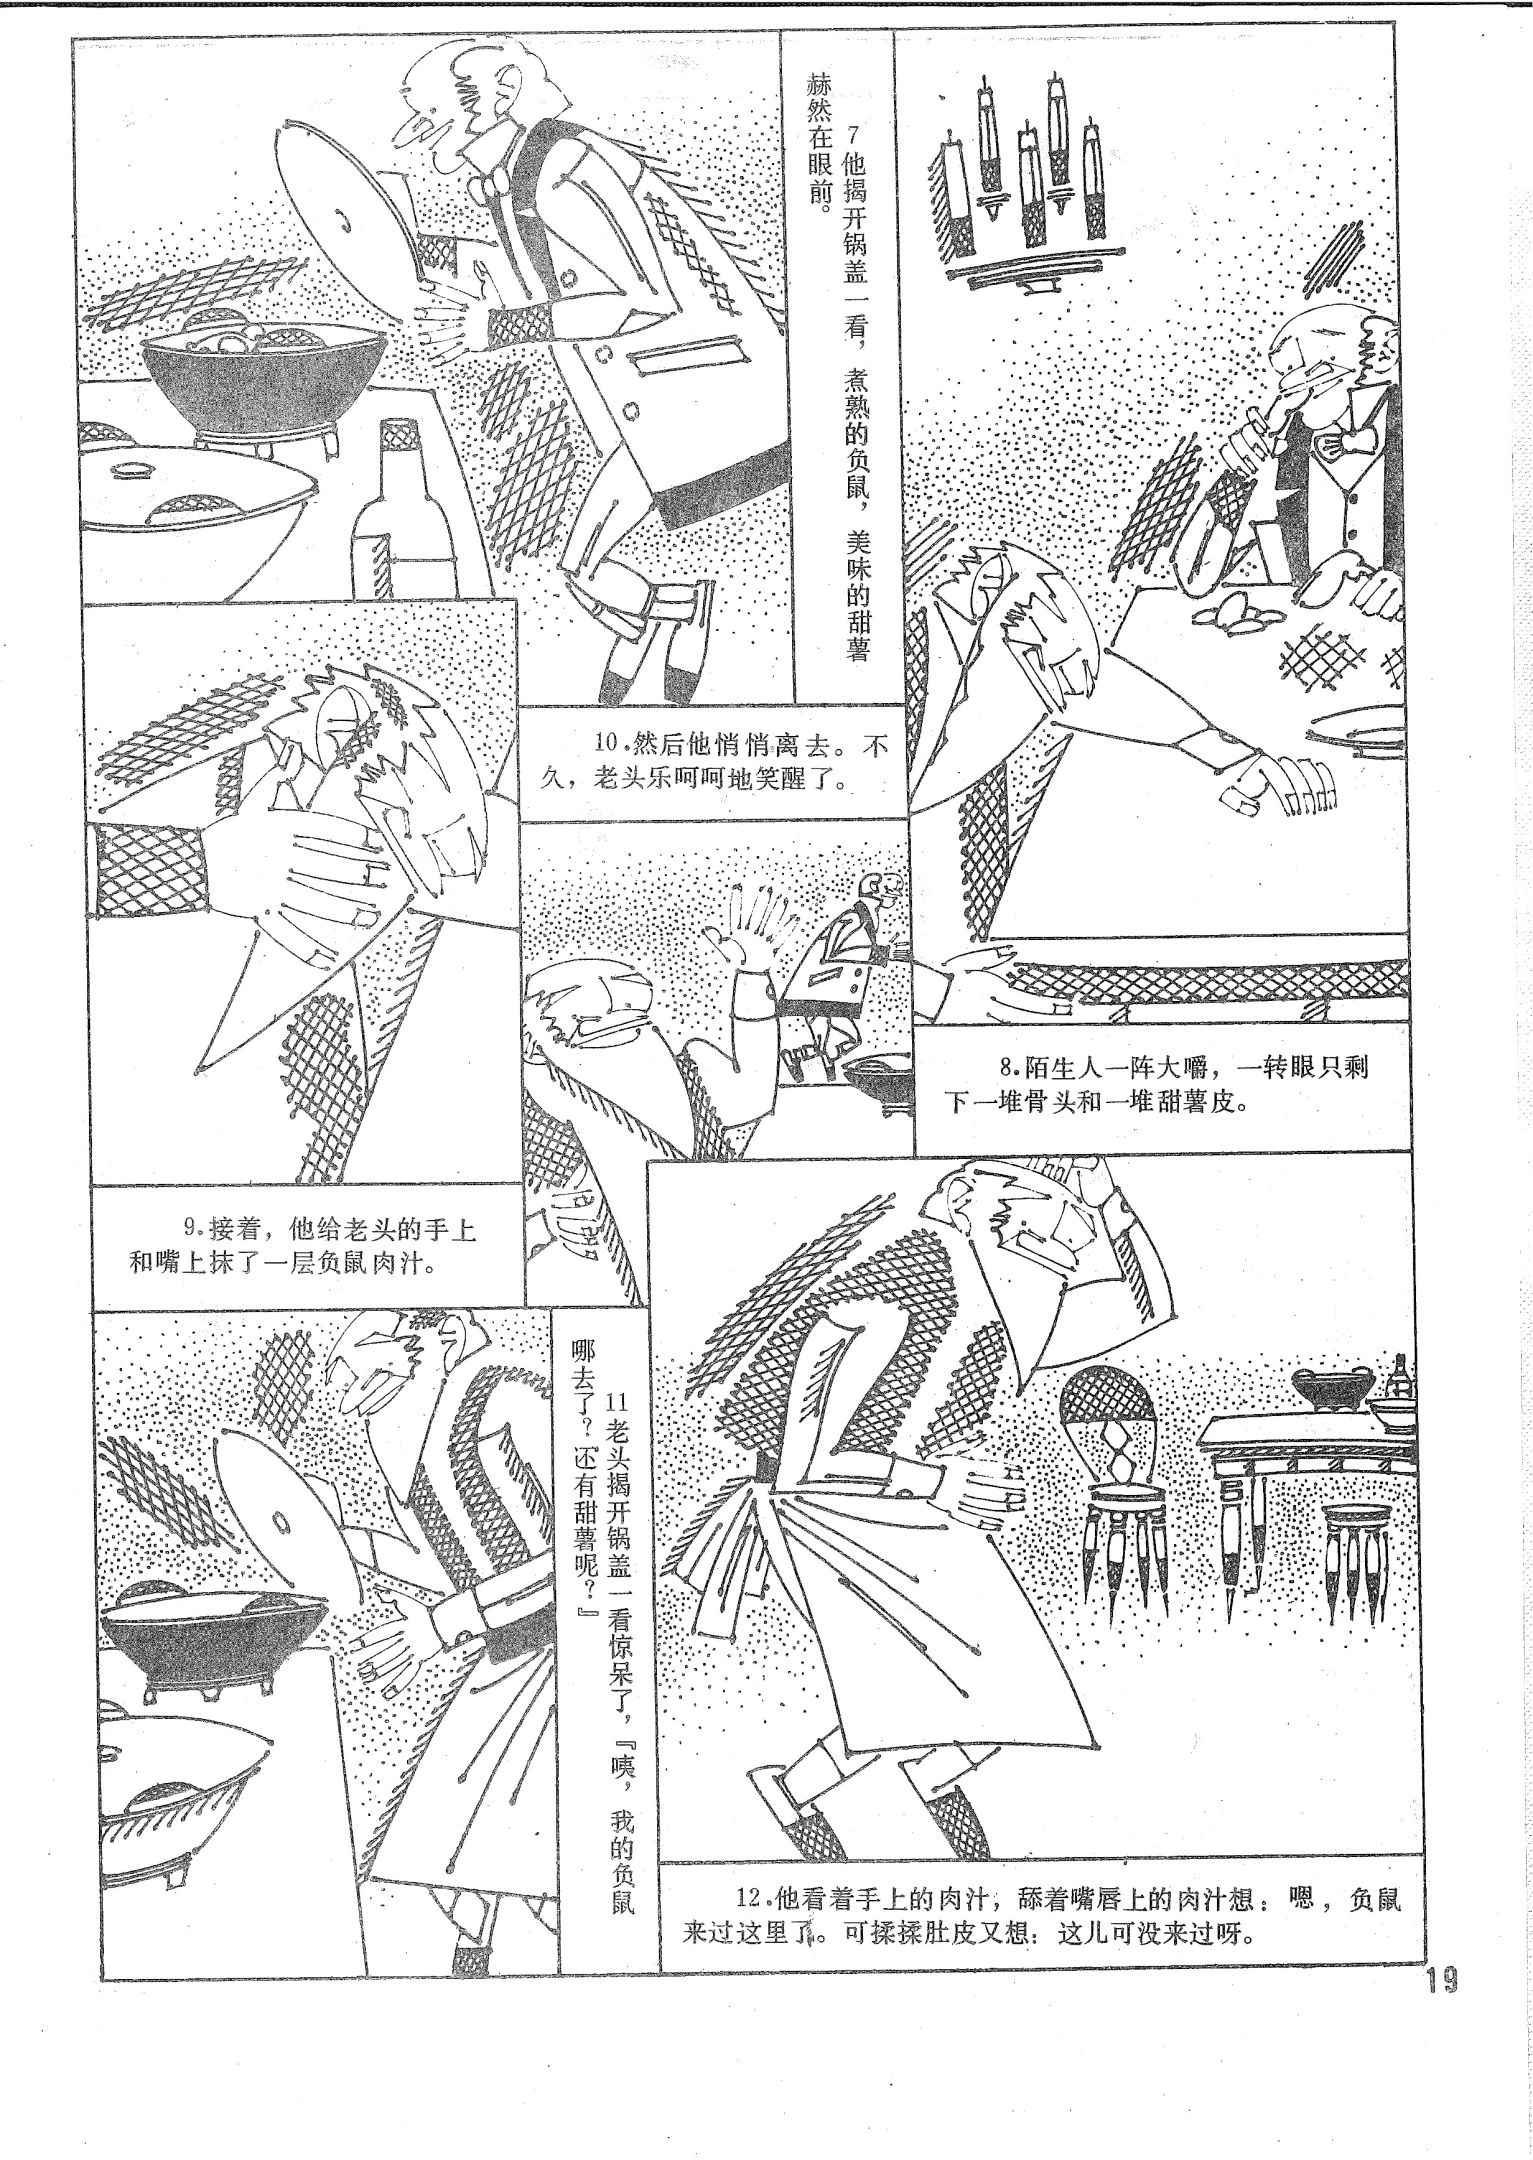 7他揭开锅盖一看，煮熟的负鼠，美味的甜薯
赫然在眼前。
8.陌生人一阵大嚼，一转眼只剩
下一堆骨头和一堆甜薯皮。
9.接着，他给老头的手上
和嘴上抹了一层负鼠肉汁。
10.然后他悄悄离去。不
久，老头乐呵呵地笑醒了。
11老头揭开锅盖一看惊呆了，『咦，我的负鼠
哪去了？还有甜薯呢？』
12.他看着手上的肉汁，舔着嘴唇上的肉汁想：嗯，负鼠
来过这里了。可揉揉肚皮又想：这儿可没来过呀。
19